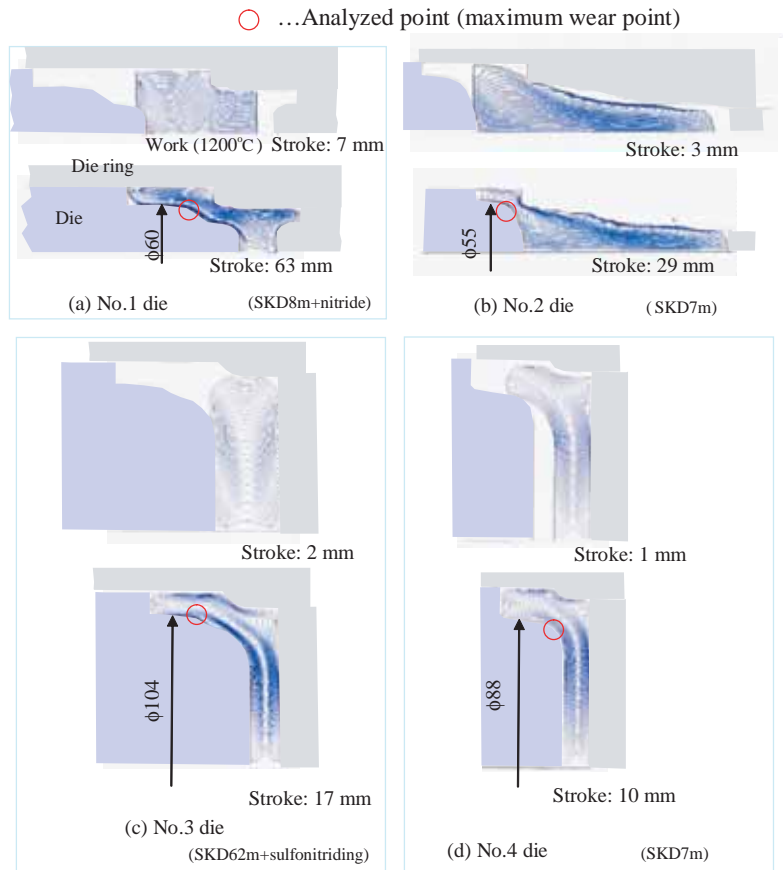 …Analyzed point (maximum wear point)
Work (1200°C)
Stroke: 7 mm
Die ring
Die
ϕ60
Stroke: 63 mm
(a) No.1 die
(SKD8m+nitride)
Stroke: 3 mm
ϕ55
Stroke: 29 mm
(b) No.2 die
( SKD7m)
Stroke: 2 mm
ϕ104
Stroke: 17 mm
(c) No.3 die
(SKD62m+sulfonitriding)
Stroke: 1 mm
ϕ88
Stroke: 10 mm
(d) No.4 die
(SKD7m)